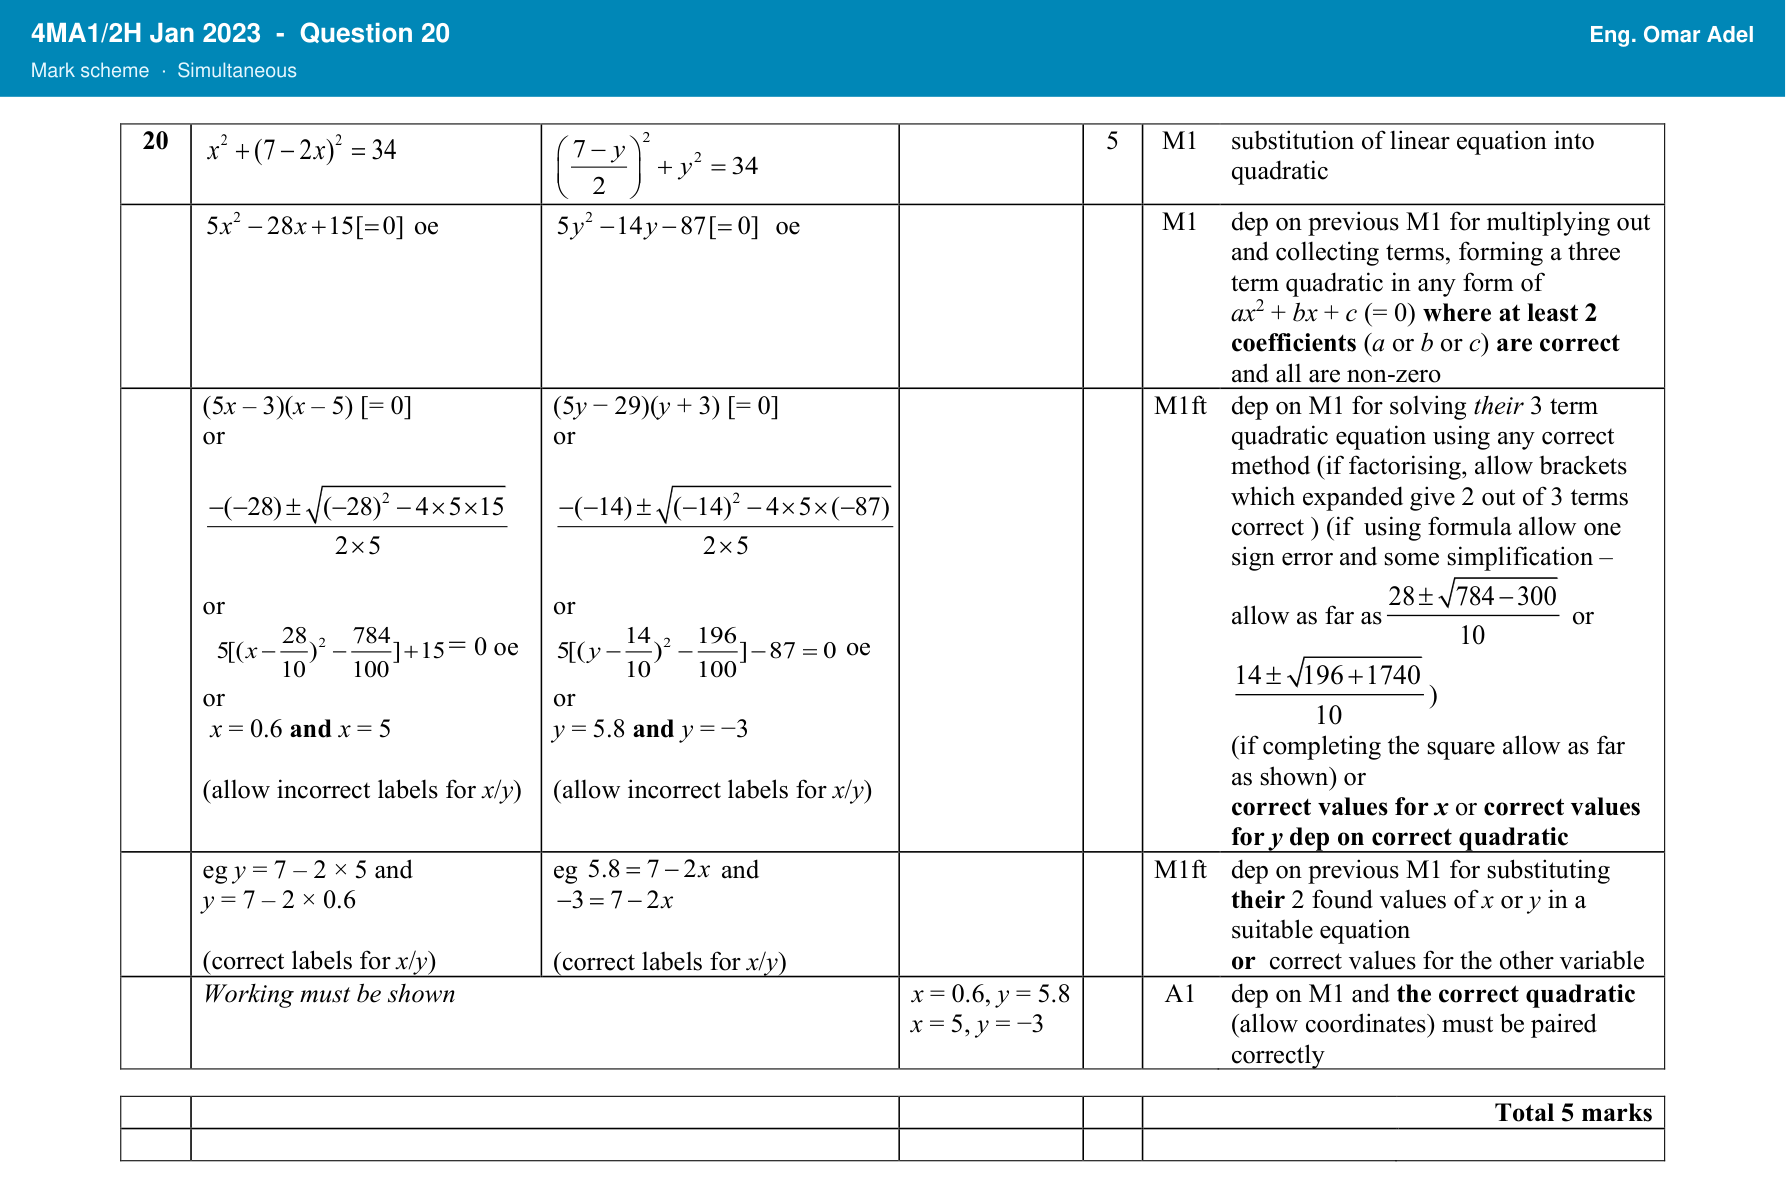 4MA1/2H Jan 2023 - Question 20
Eng. Omar Adel
Mark scheme · Simultaneous
20
x² + (7 − 2x)² = 34
((7 − y)/2)² + y² = 34
5
M1
substitution of linear equation into
quadratic
5x² − 28x + 15[= 0] oe
5y² − 14y − 87[= 0] oe
M1
dep on previous M1 for multiplying out
and collecting terms, forming a three
term quadratic in any form of
ax² + bx + c (= 0) where at least 2
coefficients (a or b or c) are correct
and all are non-zero
(5x – 3)(x – 5) [= 0]
or
(−(−28) ± √((−28)² − 4×5×15))/(2×5)
or
5[(x − 28/10)² − 784/100] + 15 = 0 oe
or
x = 0.6 and x = 5
(allow incorrect labels for x/y)
(5y − 29)(y + 3) [= 0]
or
(−(−14) ± √((−14)² − 4×5×(−87)))/(2×5)
or
5[(y − 14/10)² − 196/100] − 87 = 0 oe
or
y = 5.8 and y = −3
(allow incorrect labels for x/y)
M1ft
dep on M1 for solving their 3 term
quadratic equation using any correct
method (if factorising, allow brackets
which expanded give 2 out of 3 terms
correct ) (if using formula allow one
sign error and some simplification –
allow as far as (28 ± √(784 − 300))/10 or
(14 ± √(196 + 1740))/10 )
(if completing the square allow as far
as shown) or
correct values for x or correct values
for y dep on correct quadratic
eg y = 7 – 2 × 5 and
y = 7 – 2 × 0.6
(correct labels for x/y)
eg 5.8 = 7 − 2x and
−3 = 7 − 2x
(correct labels for x/y)
M1ft
dep on previous M1 for substituting
their 2 found values of x or y in a
suitable equation
or correct values for the other variable
Working must be shown
x = 0.6, y = 5.8
x = 5, y = −3
A1
dep on M1 and the correct quadratic
(allow coordinates) must be paired
correctly
Total 5 marks